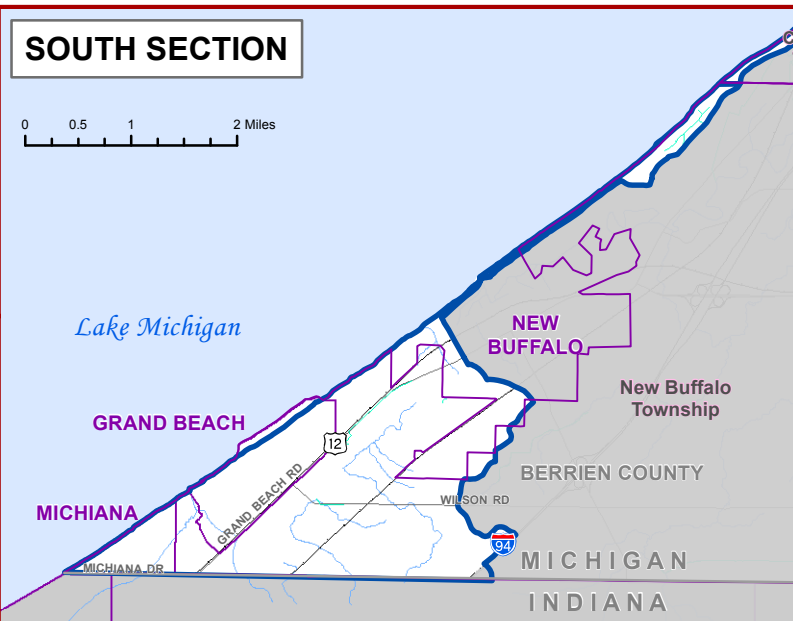 SOUTH SECTION
0 0.5 1 2 Miles
Lake Michigan
NEW
BUFFALO
New Buffalo
Township
GRAND BEACH
12
BERRIEN COUNTY
GRAND BEACH RD
WILSON RD
MICHIANA
94
MICHIGAN
MICHIANA DR
INDIANA